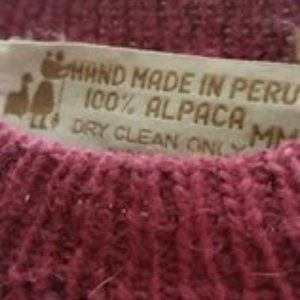 HAND MADE IN PERU
100% ALPACA
DRY CLEAN ONLY